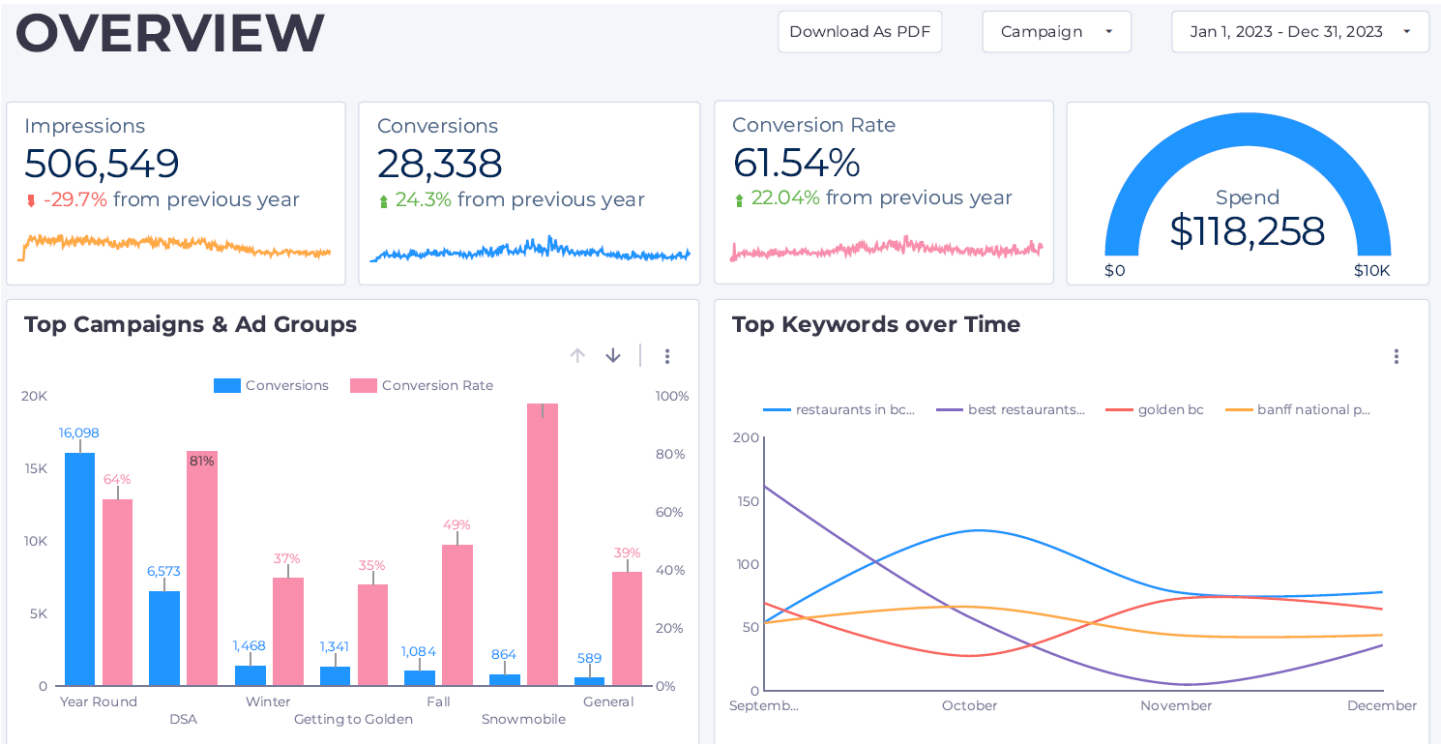 OVERVIEW
Download As PDF
Campaign
Jan 1, 2023 - Dec 31, 2023
Impressions
506,549
-29.7% from previous year
Conversions
28,338
24.3% from previous year
Conversion Rate
61.54%
22.04% from previous year
Spend
$118,258
$0
$10K
Top Campaigns & Ad Groups
Conversions
Conversion Rate
20K
15K
10K
5K
0
100%
80%
60%
40%
20%
0%
16,098
64%
6,573
81%
1,468
37%
1,341
35%
1,084
49%
864
589
39%
Year Round
DSA
Winter
Getting to Golden
Fall
Snowmobile
General
Top Keywords over Time
restaurants in bc...
best restaurants...
golden bc
banff national p...
200
150
100
50
0
Septemb...
October
November
December